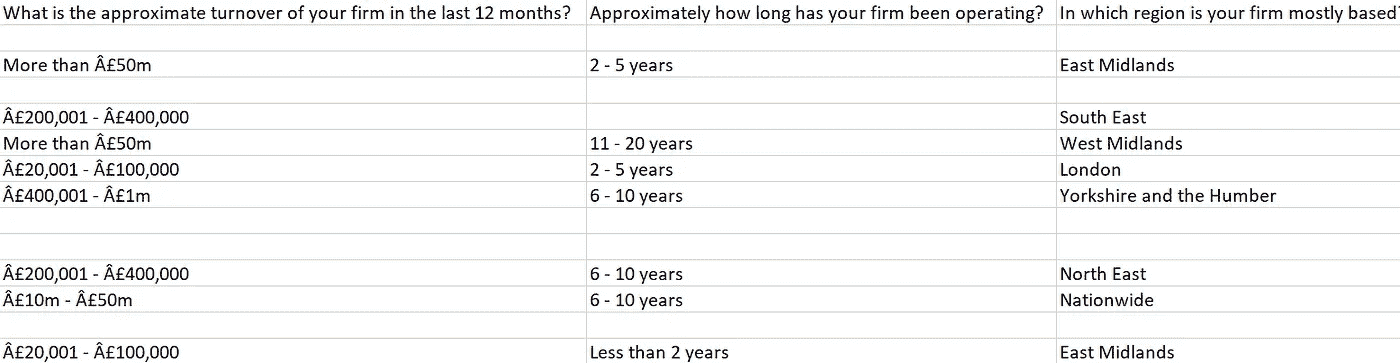 What is the approximate turnover of your firm in the last 12 months? Approximately how long has your firm been operating? In which region is your firm mostly based?
More than Â£50m 2 - 5 years East Midlands
Â£200,001 - Â£400,000 South East
More than Â£50m 11 - 20 years West Midlands
Â£20,001 - Â£100,000 2 - 5 years London
Â£400,001 - Â£1m 6 - 10 years Yorkshire and the Humber
Â£200,001 - Â£400,000 6 - 10 years North East
Â£10m - Â£50m 6 - 10 years Nationwide
Â£20,001 - Â£100,000 Less than 2 years East Midlands